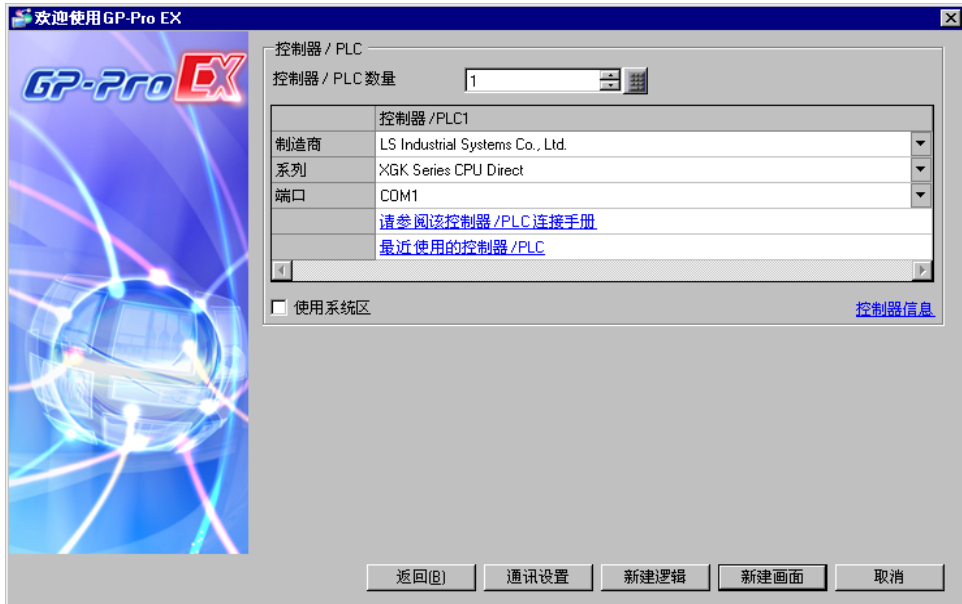 欢迎使用GP-Pro EX
GP-Pro EX
控制器 / PLC
控制器 / PLC数量 1
控制器 /PLC1
制造商 LS Industrial Systems Co., Ltd.
系列 XGK Series CPU Direct
端口 COM1
请参阅该控制器 /PLC连接手册
最近使用的控制器 /PLC
使用系统区 控制器信息
返回(B) 通讯设置 新建逻辑 新建画面 取消